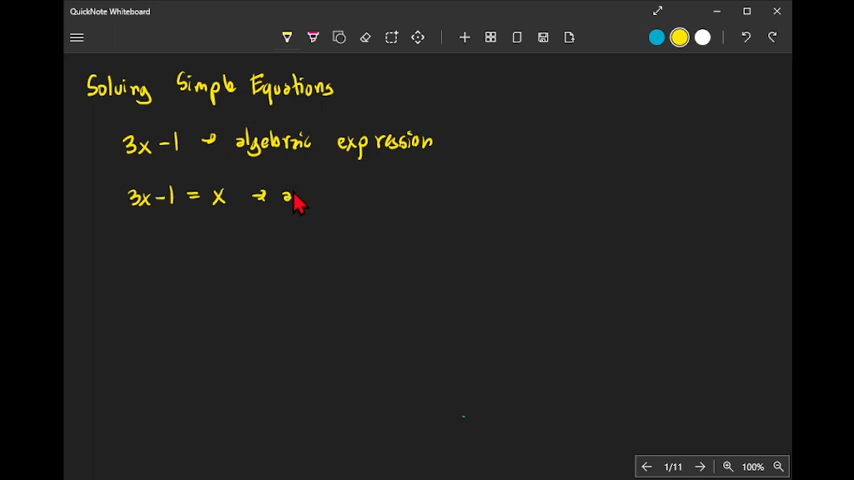 QuickNote Whiteboard
Solving Simple Equations
3x-1 → algebraic expression
3x-1 = x → a
1/11 100%